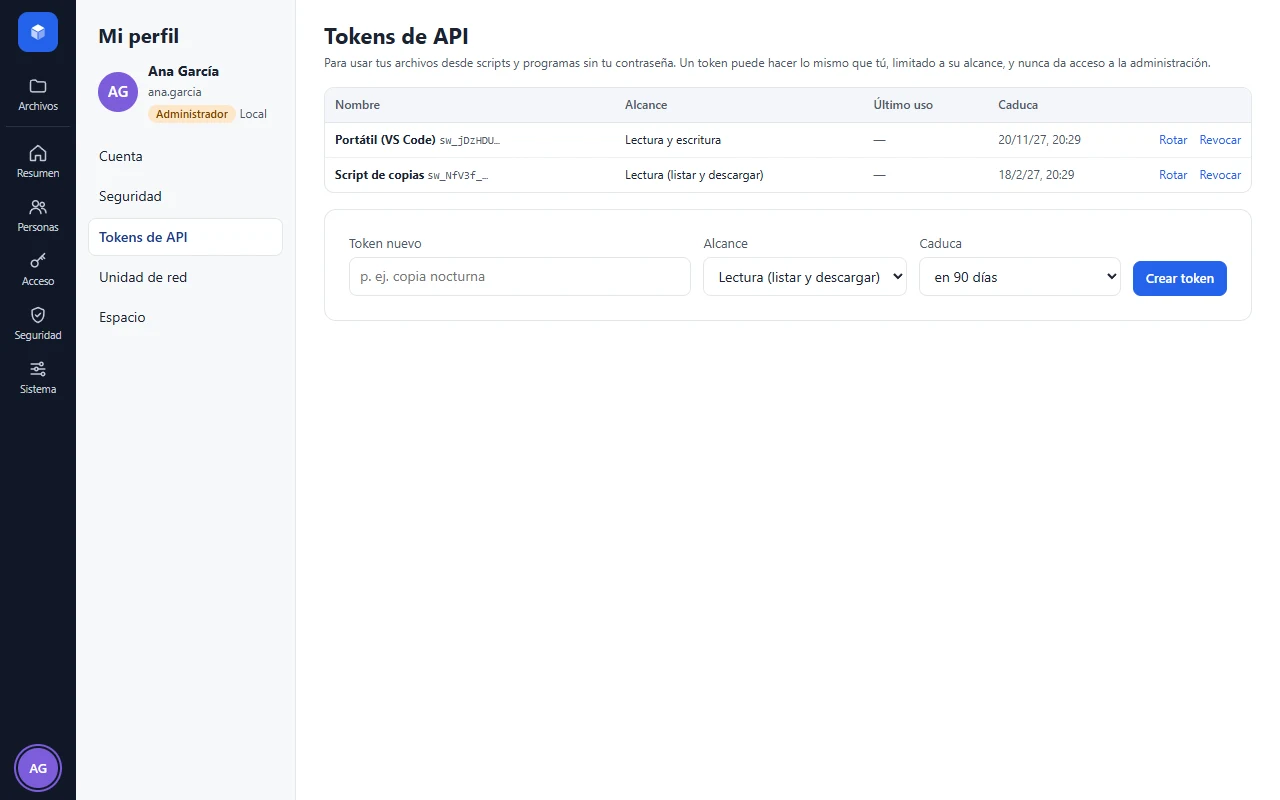 Archivos
Resumen
Personas
Acceso
Seguridad
Sistema
AG
Mi perfil
AG
Ana García
ana.garcia
Administrador Local
Cuenta
Seguridad
Tokens de API
Unidad de red
Espacio
Tokens de API
Para usar tus archivos desde scripts y programas sin tu contraseña. Un token puede hacer lo mismo que tú, limitado a su alcance, y nunca da acceso a la administración.
Nombre Alcance Último uso Caduca
Portátil (VS Code) sw_jDzHDU… Lectura y escritura — 20/11/27, 20:29 Rotar Revocar
Script de copias sw_NfV3f_… Lectura (listar y descargar) — 18/2/27, 20:29 Rotar Revocar
Token nuevo Alcance Caduca
p. ej. copia nocturna Lectura (listar y descargar) en 90 días Crear token